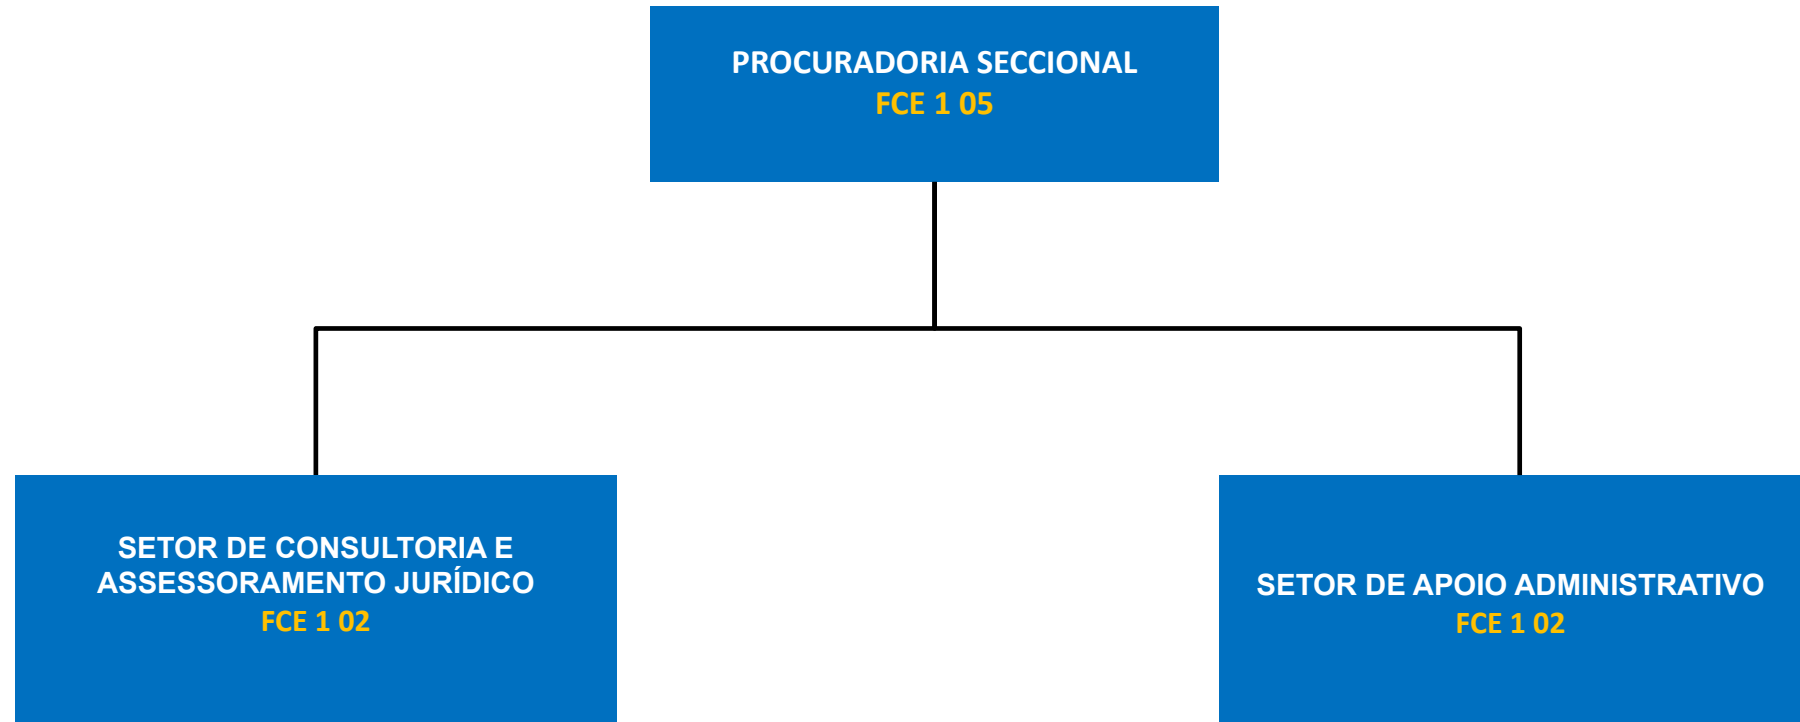 PROCURADORIA SECCIONAL
FCE 1 05
SETOR DE CONSULTORIA E
ASSESSORAMENTO JURÍDICO
FCE 1 02
SETOR DE APOIO ADMINISTRATIVO
FCE 1 02